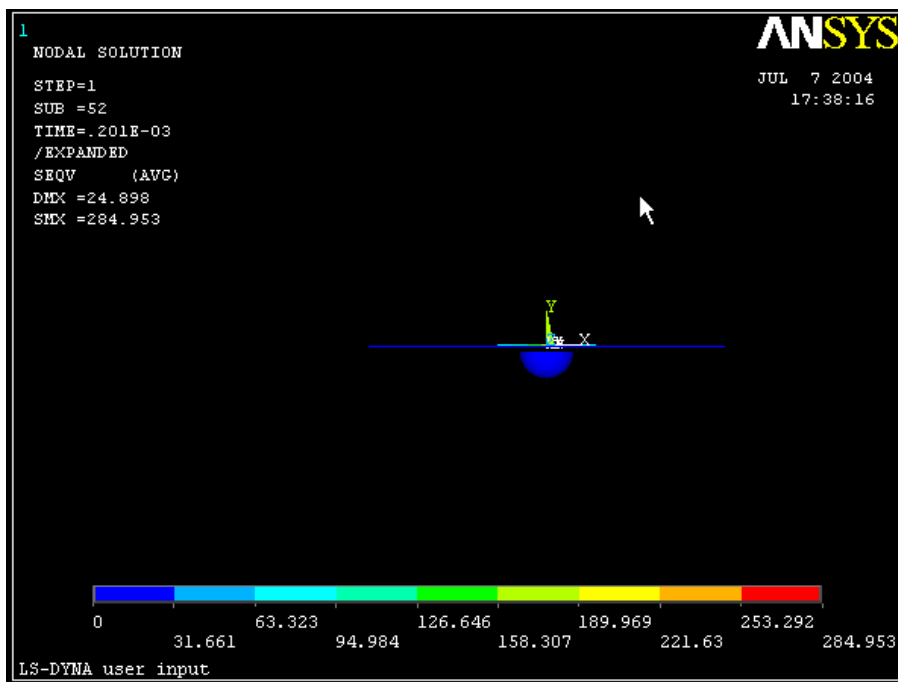 1
NODAL SOLUTION
STEP=1
SUB =52
TIME=.201E-03
/EXPANDED
SEQV (AVG)
DMX =24.898
SMX =284.953
ANSYS
JUL 7 2004
17:38:16
Y
X
0 63.323 126.646 189.969 253.292
31.661 94.984 158.307 221.63 284.953
LS-DYNA user input